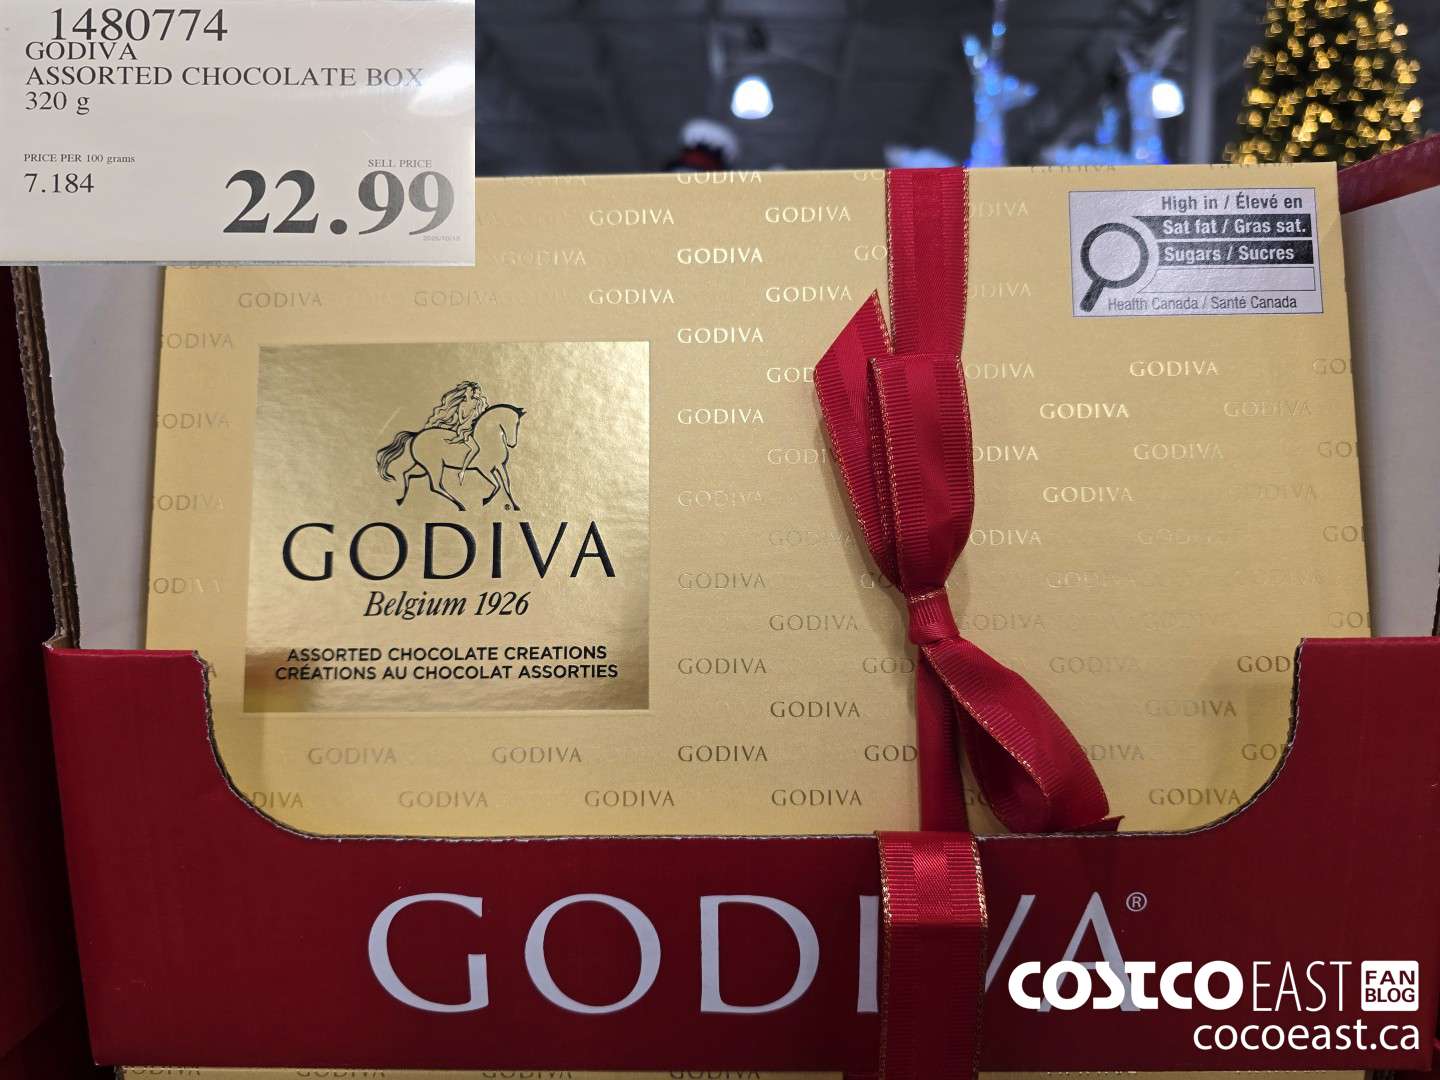 1480774
GODIVA
ASSORTED CHOCOLATE BOX
320 g
PRICE PER 100 grams
7.184
SELL PRICE
22.99
High in / Élevé en
Sat fat / Gras sat.
Sugars / Sucres
Health Canada / Santé Canada
GODIVA
Belgium 1926
ASSORTED CHOCOLATE CREATIONS
CRÉATIONS AU CHOCOLAT ASSORTIES
GODIVA®
COSTCO EAST FAN BLOG
cocoeast.ca